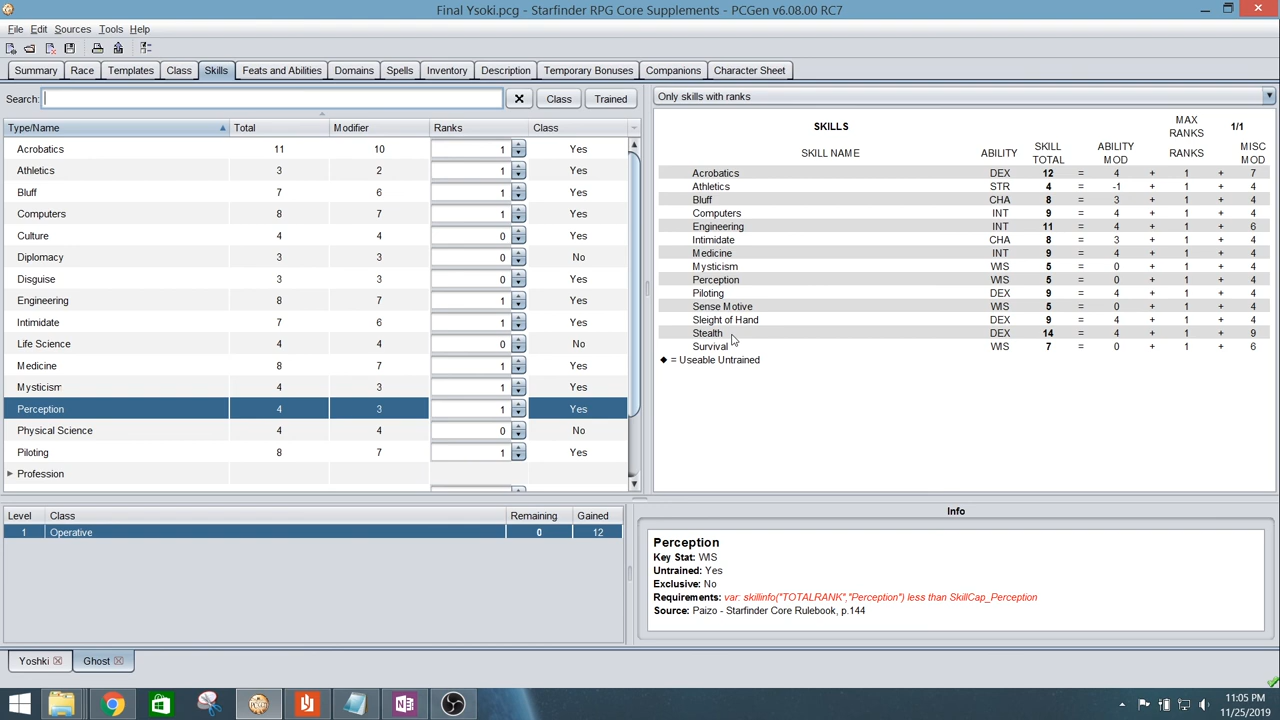 Final Ysoki.pcg - Starfinder RPG Core Supplements - PCGen v6.08.00 RC7
File Edit Sources Tools Help
Summary Race Templates Class Skills Feats and Abilities Domains Spells Inventory Description Temporary Bonuses Companions Character Sheet
Search: Class Trained
Only skills with ranks
Type/Name Total Modifier Ranks Class
Acrobatics 11 10 1 Yes
Athletics 3 2 1 Yes
Bluff 7 6 1 Yes
Computers 8 7 1 Yes
Culture 4 4 0 Yes
Diplomacy 3 3 0 No
Disguise 3 3 0 Yes
Engineering 8 7 1 Yes
Intimidate 7 6 1 Yes
Life Science 4 4 0 No
Medicine 8 7 1 Yes
Mysticism 4 3 1 Yes
Perception 4 3 1 Yes
Physical Science 4 4 0 No
Piloting 8 7 1 Yes
Profession
SKILLS MAX RANKS 1/1
SKILL NAME ABILITY SKILL TOTAL ABILITY MOD RANKS MISC MOD
Acrobatics DEX 12 = 4 + 1 + 7
Athletics STR 4 = -1 + 1 + 4
Bluff CHA 8 = 3 + 1 + 4
Computers INT 9 = 4 + 1 + 4
Engineering INT 11 = 4 + 1 + 6
Intimidate CHA 8 = 3 + 1 + 4
Medicine INT 9 = 4 + 1 + 4
Mysticism WIS 5 = 0 + 1 + 4
Perception WIS 5 = 0 + 1 + 4
Piloting DEX 9 = 4 + 1 + 4
Sense Motive WIS 5 = 0 + 1 + 4
Sleight of Hand DEX 9 = 4 + 1 + 4
Stealth DEX 14 = 4 + 1 + 9
Survival WIS 7 = 0 + 1 + 6
◆ = Useable Untrained
Level Class Remaining Gained
1 Operative 0 12
Info
Perception
Key Stat: WIS
Untrained: Yes
Exclusive: No
Requirements: var: skillinfo("TOTALRANK","Perception") less than SkillCap_Perception
Source: Paizo - Starfinder Core Rulebook, p.144
Yoshki Ghost
11:05 PM
11/25/2019